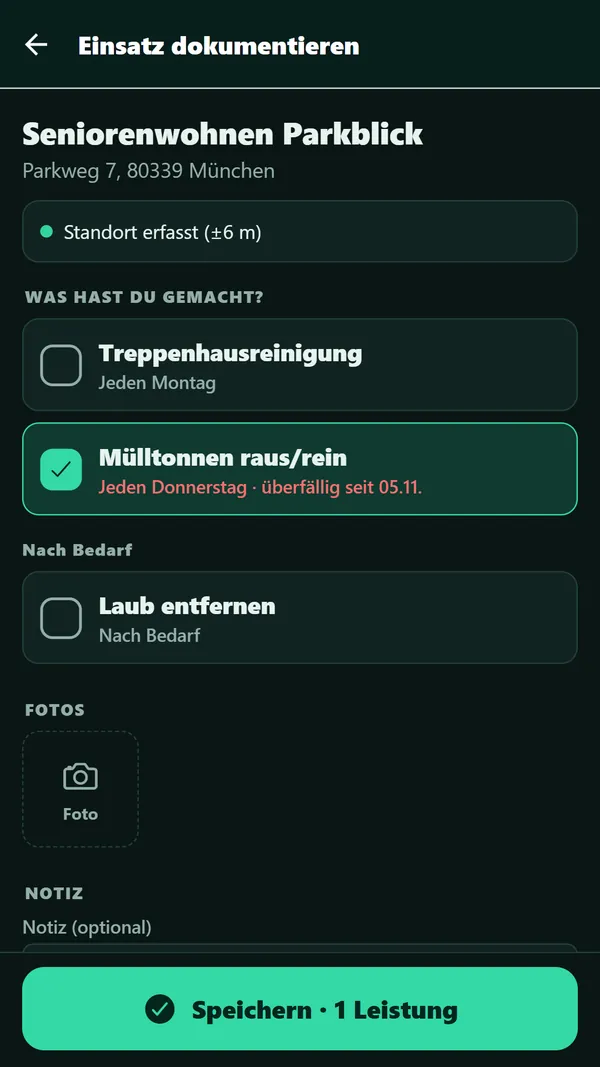 Einsatz dokumentieren
Seniorenwohnen Parkblick
Parkweg 7, 80339 München
Standort erfasst (±6 m)
WAS HAST DU GEMACHT?
Treppenhausreinigung
Jeden Montag
Mülltonnen raus/rein
Jeden Donnerstag · überfällig seit 05.11.
Nach Bedarf
Laub entfernen
Nach Bedarf
FOTOS
Foto
NOTIZ
Notiz (optional)
Speichern · 1 Leistung